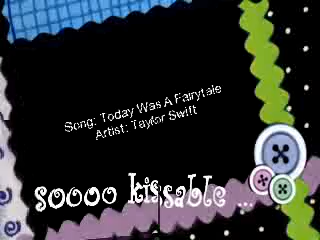 Song: Today Was A Fairytale
Artist: Taylor Swift
soooo kissable ...